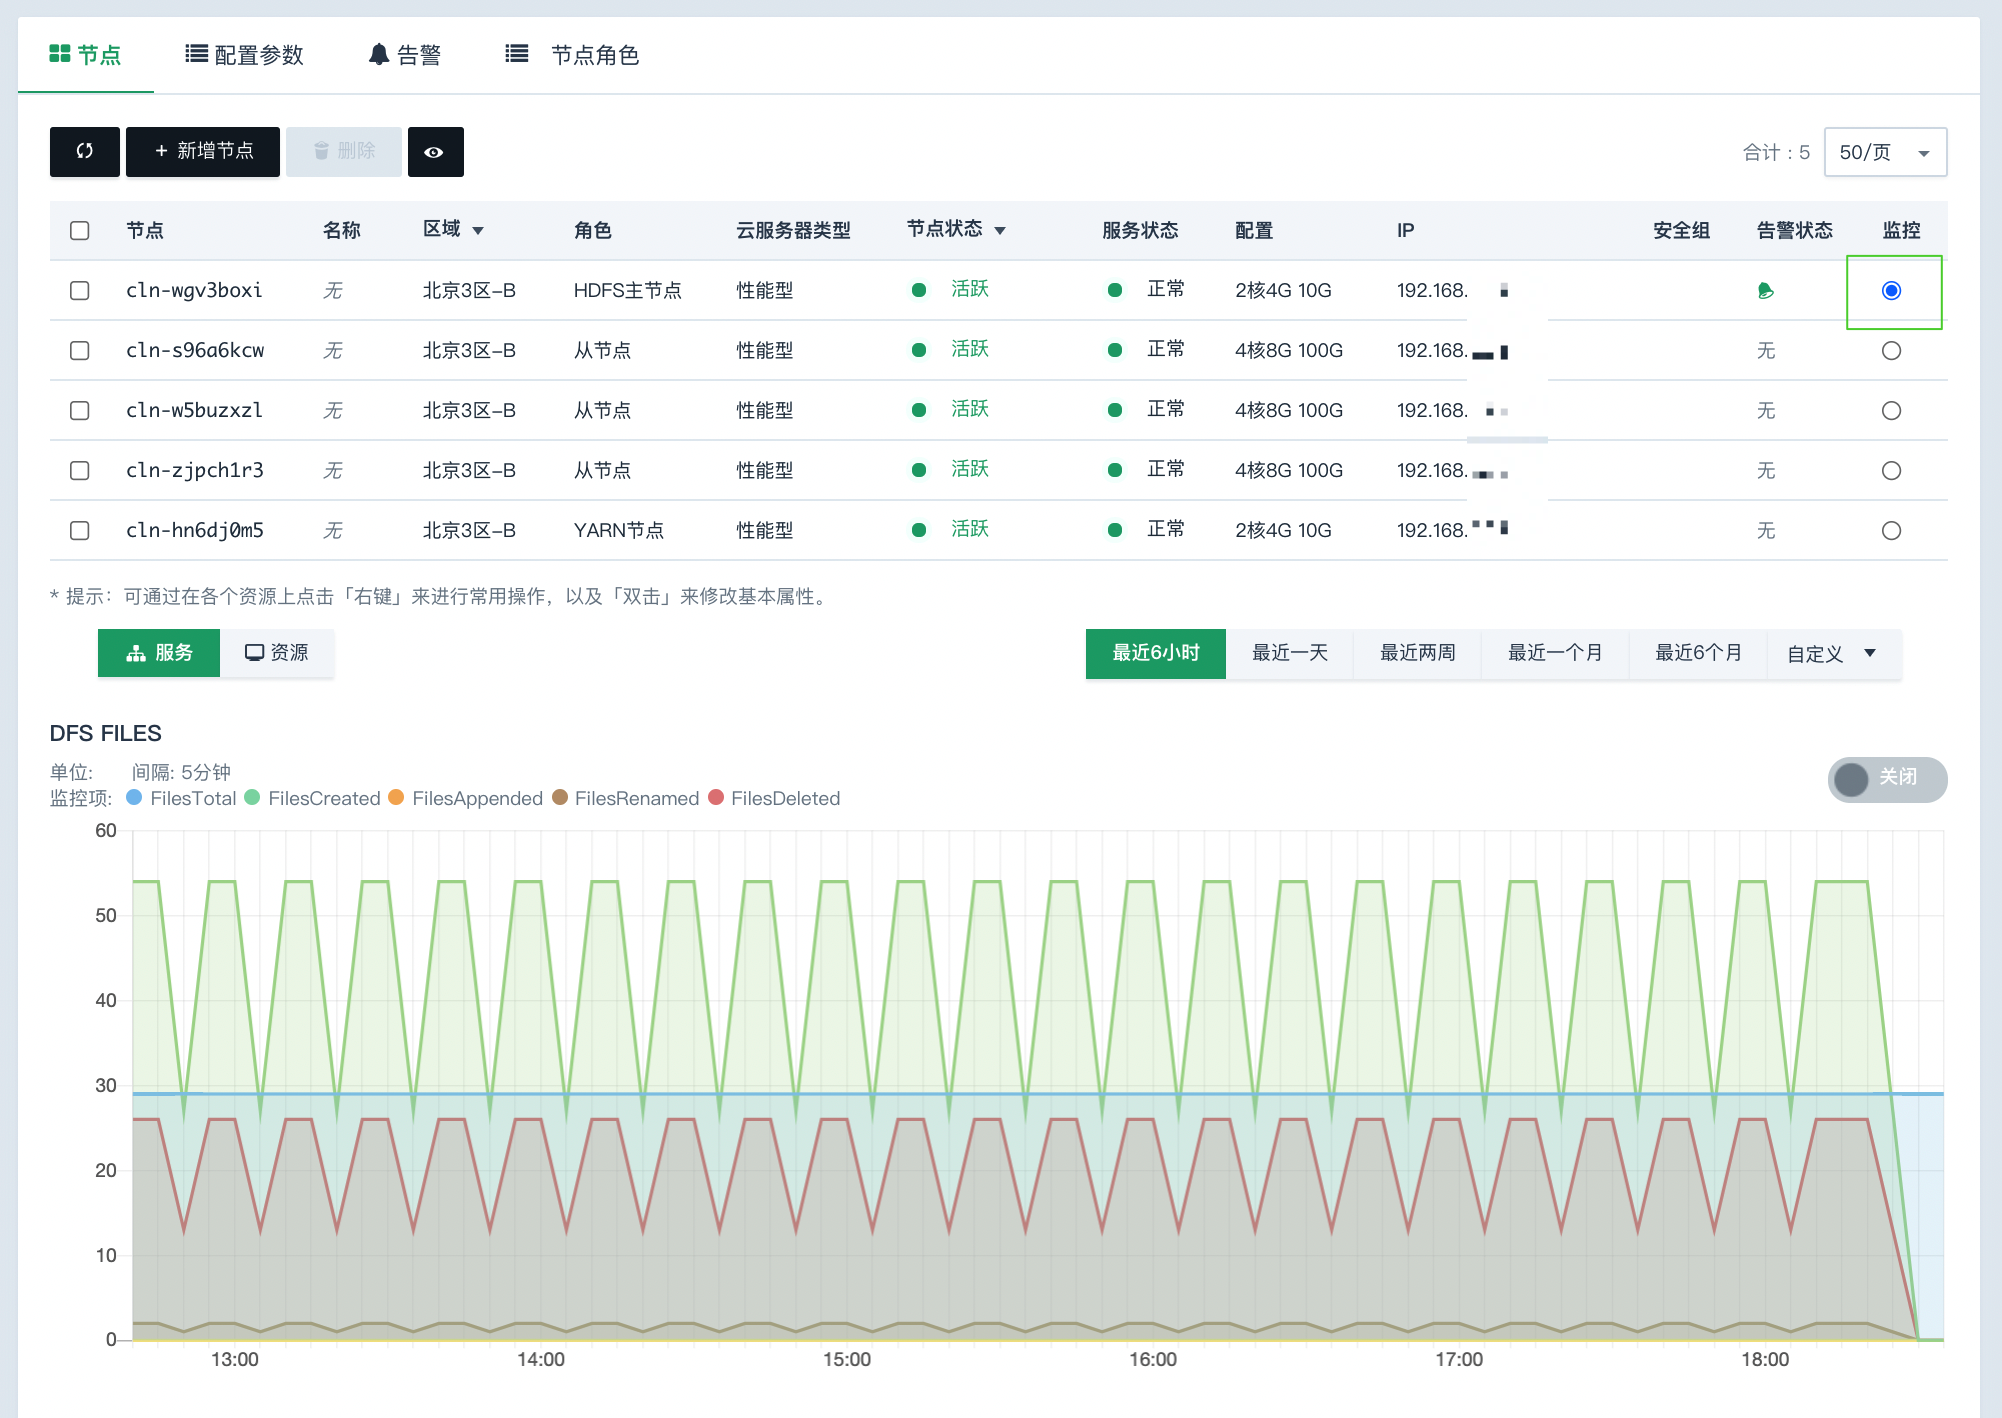 节点 配置参数 告警 节点角色
+ 新增节点 删除 合计：5 50/页
节点 名称 区域 角色 云服务器类型 节点状态 服务状态 配置 IP 安全组 告警状态 监控
cln-wgv3boxi 无 北京3区-B HDFS主节点 性能型 活跃 正常 2核4G 10G 192.168.
cln-s96a6kcw 无 北京3区-B 从节点 性能型 活跃 正常 4核8G 100G 192.168. 无
cln-w5buzxzl 无 北京3区-B 从节点 性能型 活跃 正常 4核8G 100G 192.168. 无
cln-zjpch1r3 无 北京3区-B 从节点 性能型 活跃 正常 4核8G 100G 192.168. 无
cln-hn6dj0m5 无 北京3区-B YARN节点 性能型 活跃 正常 2核4G 10G 192.168. 无
* 提示：可通过在各个资源上点击「右键」来进行常用操作，以及「双击」来修改基本属性。
服务 资源 最近6小时 最近一天 最近两周 最近一个月 最近6个月 自定义
DFS FILES
单位: 间隔: 5分钟
关闭
监控项: FilesTotal FilesCreated FilesAppended FilesRenamed FilesDeleted
60
50
40
30
20
10
0
13:00 14:00 15:00 16:00 17:00 18:00